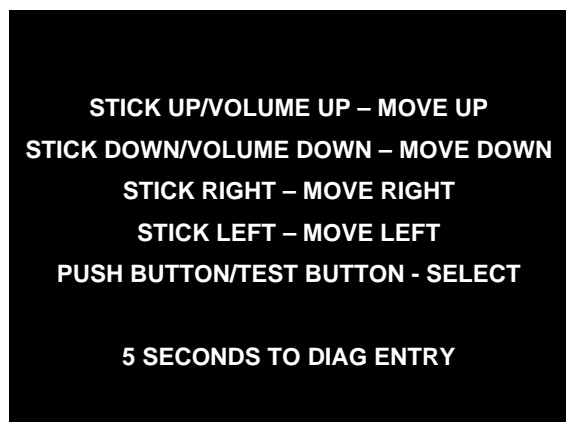 STICK UP/VOLUME UP – MOVE UP
STICK DOWN/VOLUME DOWN – MOVE DOWN
STICK RIGHT – MOVE RIGHT
STICK LEFT – MOVE LEFT
PUSH BUTTON/TEST BUTTON - SELECT
5 SECONDS TO DIAG ENTRY